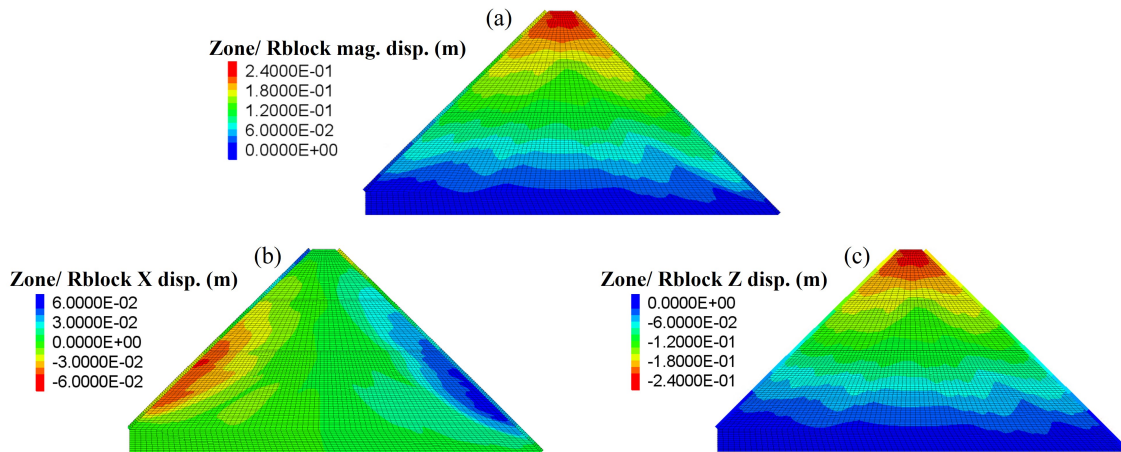 (a)
Zone/ Rblock mag. disp. (m)
2.4000E-01
1.8000E-01
1.2000E-01
6.0000E-02
0.0000E+00
(b)
Zone/ Rblock X disp. (m)
6.0000E-02
3.0000E-02
0.0000E+00
-3.0000E-02
-6.0000E-02
(c)
Zone/ Rblock Z disp. (m)
0.0000E+00
-6.0000E-02
-1.2000E-01
-1.8000E-01
-2.4000E-01